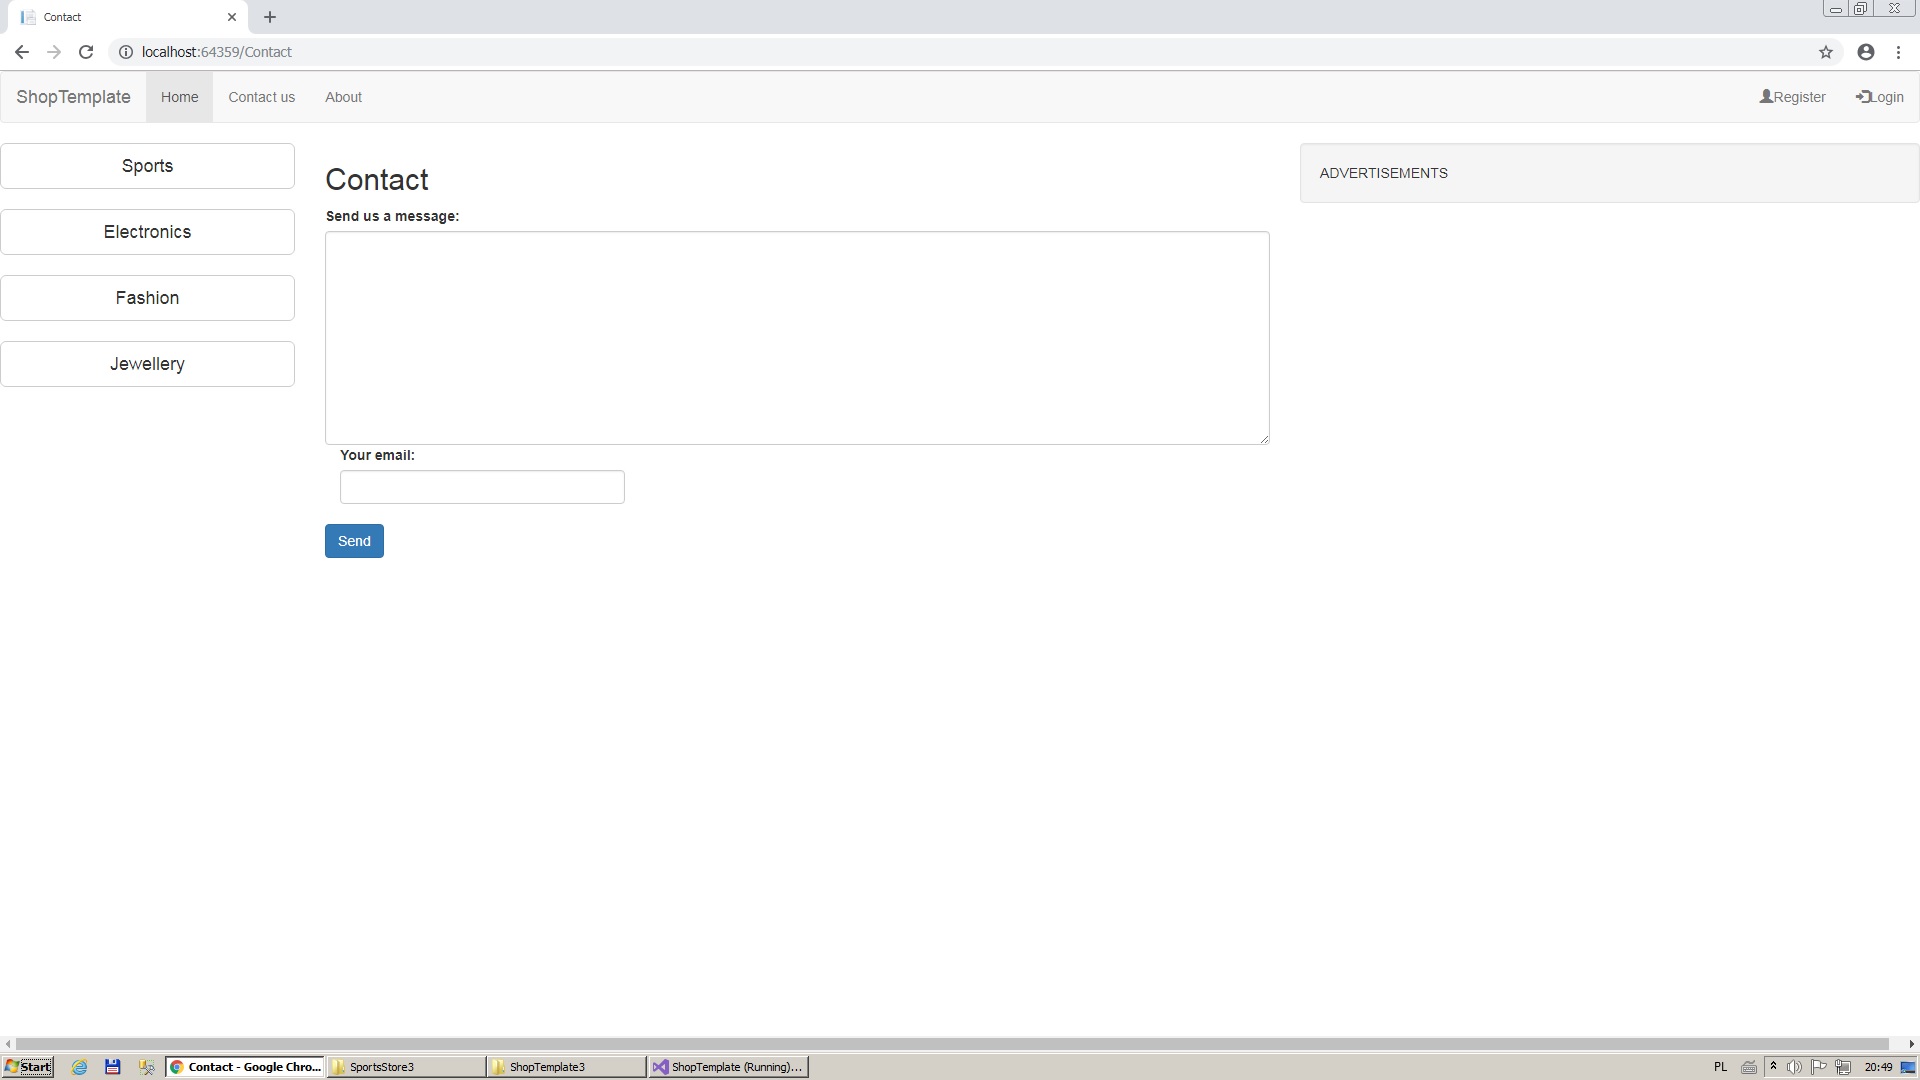 Contact
localhost:64359/Contact
ShopTemplate Home Contact us About Register Login
Sports
Electronics
Fashion
Jewellery
Contact
Send us a message:
Your email:
Send
ADVERTISEMENTS
Start Contact - Google Chro... SportsStore3 ShopTemplate3 ShopTemplate (Running)... PL 20:49